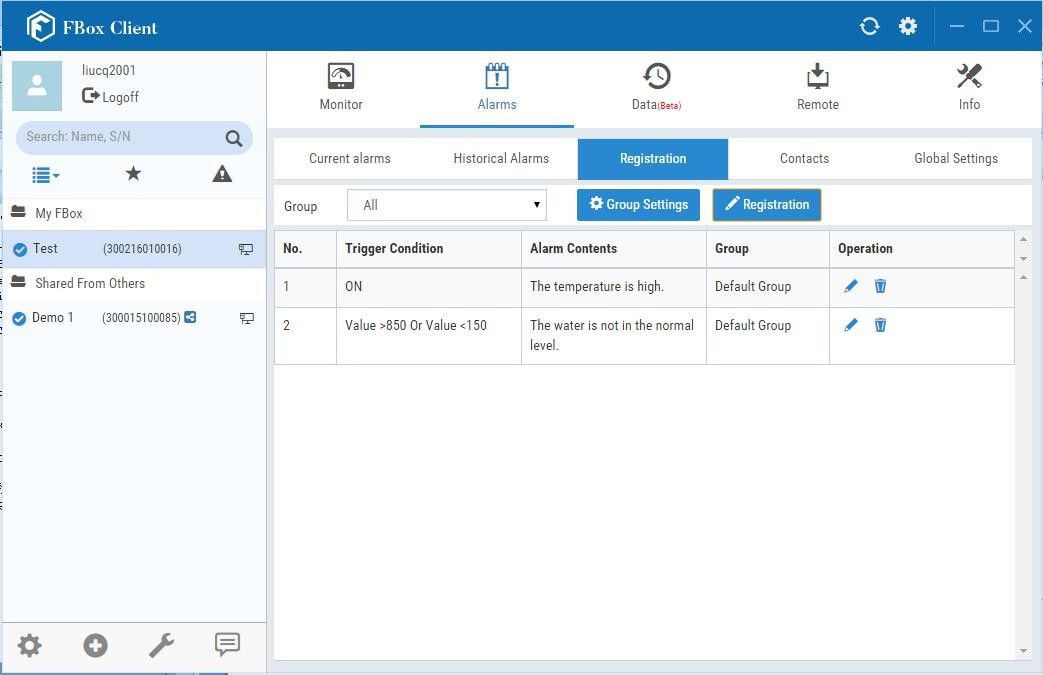 FBox Client
liucq2001
Logoff
Search: Name, S/N
My FBox
Test (300216010016)
Shared From Others
Demo 1 (300015100085)
Monitor Alarms Data(Beta) Remote Info
Current alarms Historical Alarms Registration Contacts Global Settings
Group All Group Settings Registration
No. Trigger Condition Alarm Contents Group Operation
1 ON The temperature is high. Default Group
2 Value >850 Or Value <150 The water is not in the normal Default Group
level.